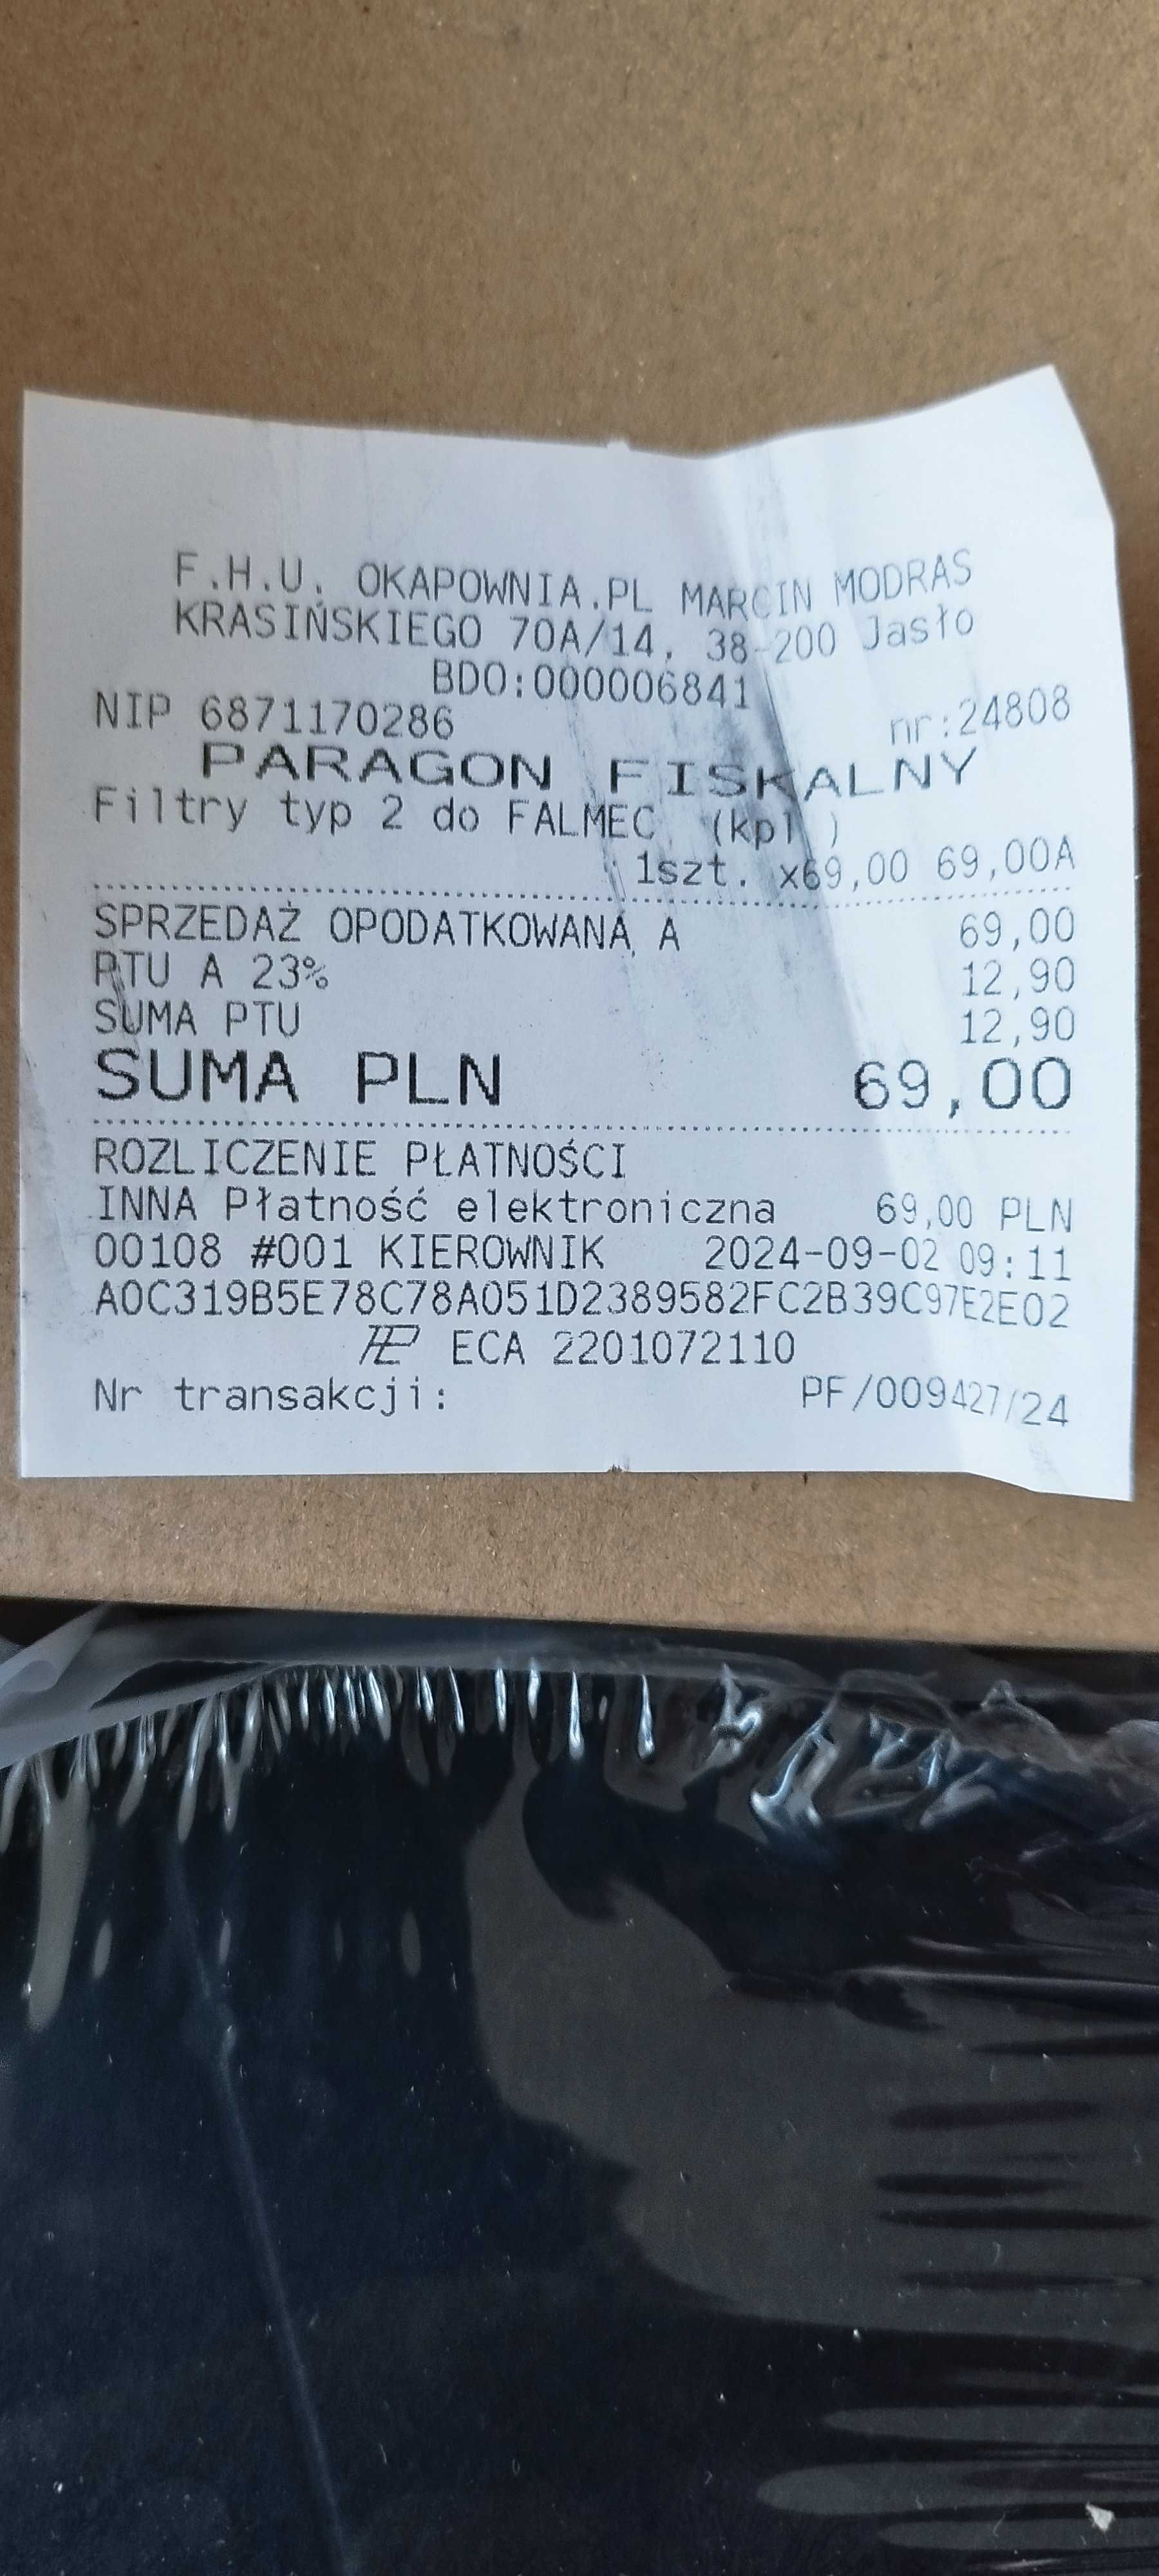 F.H.U. OKAPOWNIA.PL MARCIN MODRAS
KRASIŃSKIEGO 70A/14, 38-200 Jasło
BDO:000006841
NIP 6871170286 nr:24808
PARAGON FISKALNY
Filtry typ 2 do FALMEC (kpl.)
1szt. x69,00 69,00A
SPRZEDAŻ OPODATKOWANA A 69,00
PTU A 23% 12,90
SUMA PTU 12,90
SUMA PLN 69,00
ROZLICZENIE PŁATNOŚCI
INNA Płatność elektroniczna 69,00 PLN
00108 #001 KIEROWNIK 2024-09-02 09:11
A0C319B5E78C78A051D2389582FC2B39C97E2E02
ECA 2201072110
Nr transakcji: PF/009427/24